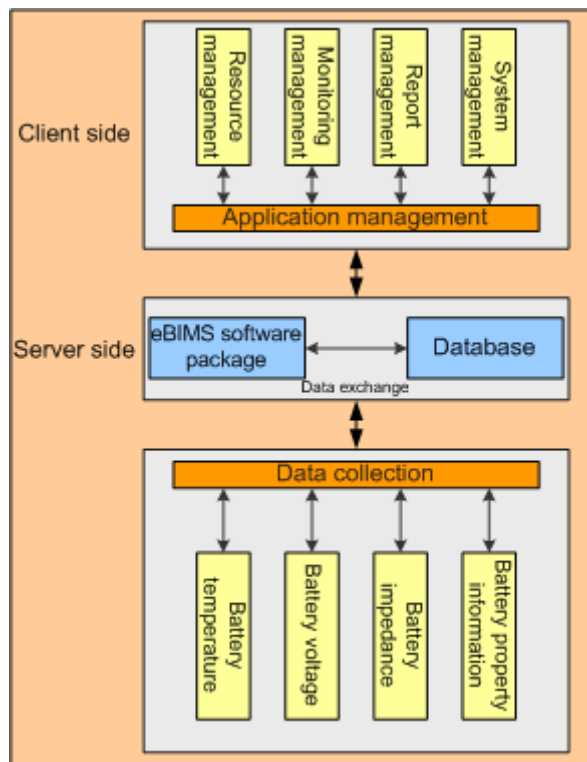 Client side
Resource
management
Monitoring
management
Report
management
System
management
Application management
Server side
eBIMS software
package
Database
Data exchange
Data collection
Battery
temperature
Battery voltage
Battery
impedance
Battery property
information